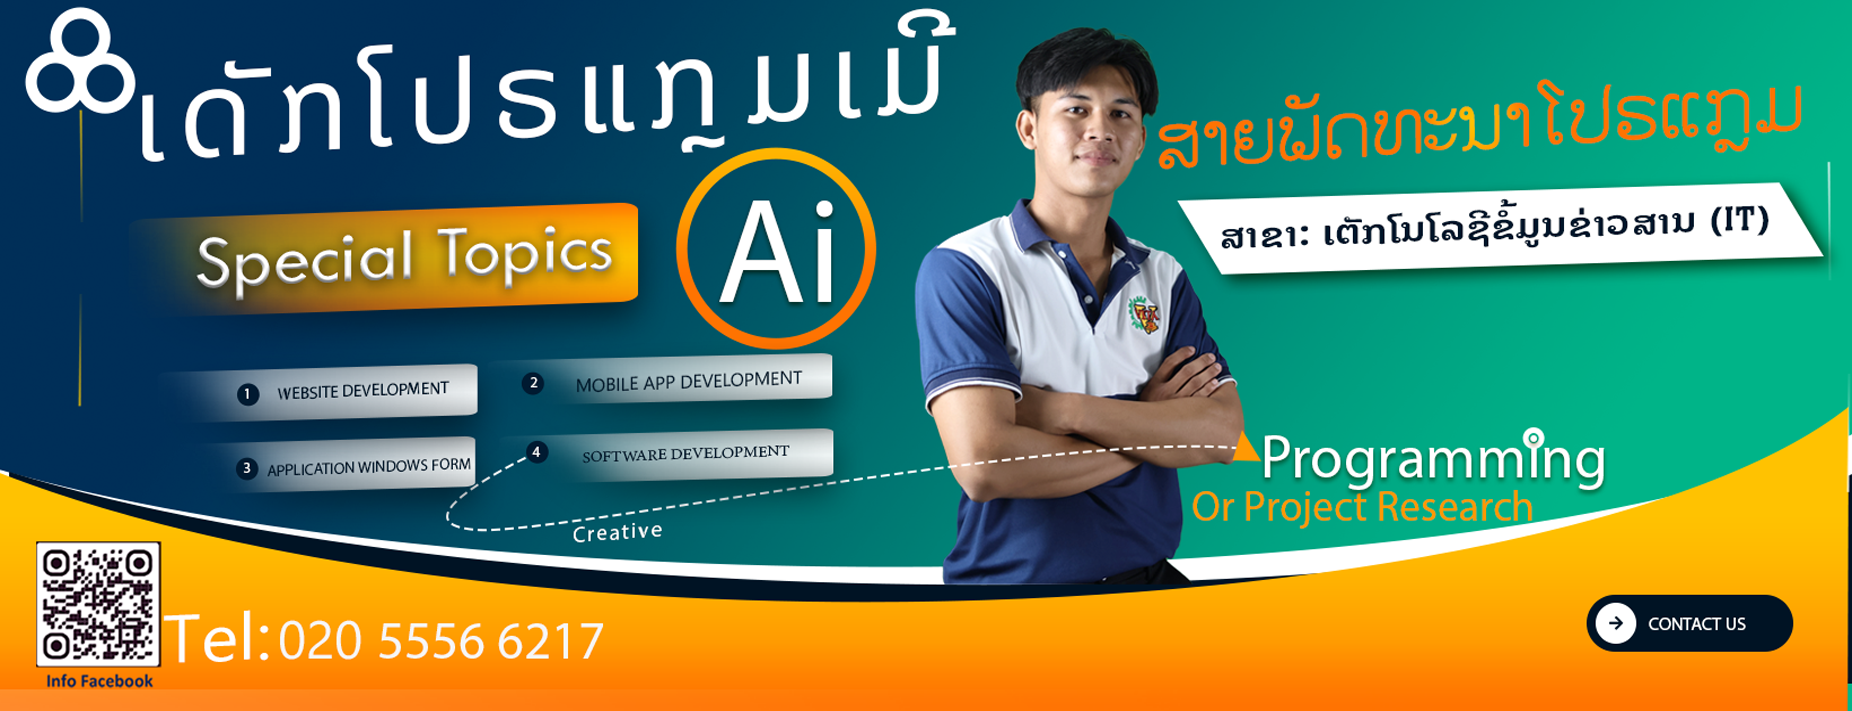 ເດັກໂປຣແກຼມເມີ
ສາຍພັດທະນາໂປຣແກຼມ
ສາຂາ: ເຕັກໂນໂລຊີຂໍ້ມູນຂ່າວສານ (IT)
Special Topics
Ai
1 WEBSITE DEVELOPMENT
2 MOBILE APP DEVELOPMENT
3 APPLICATION WINDOWS FORM
4 SOFTWARE DEVELOPMENT
Creative
Programming
Or Project Research
Tel: 020 5556 6217
Info Facebook
CONTACT US